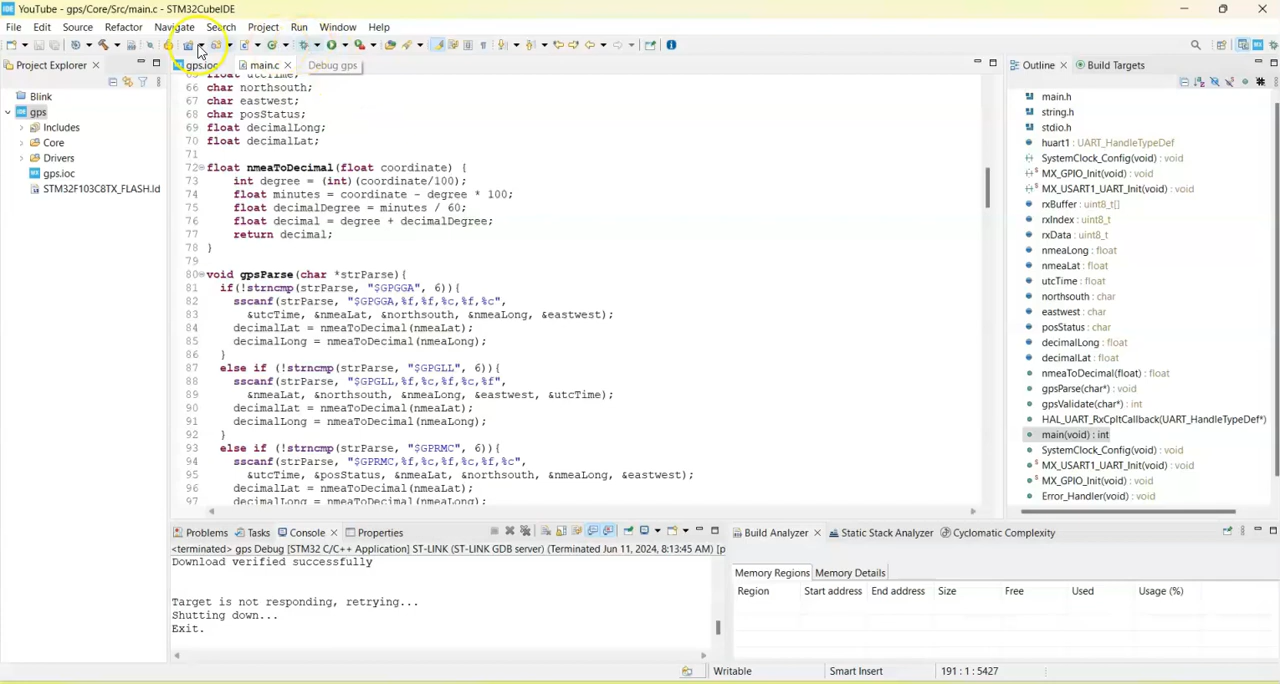 YouTube - gps/Core/Src/main.c - STM32CubeIDE
File Edit Source Refactor Navigate Search Project Run Window Help
Project Explorer
gps.ioc main.c Debug gps
Outline Build Targets
Blink
gps
Includes
Core
Drivers
gps.ioc
STM32F103C8TX_FLASH.ld
66 char northsouth;
67 char eastwest;
68 char posStatus;
69 float decimalLong;
70 float decimalLat;
71
72 float nmeaToDecimal(float coordinate) {
73 int degree = (int)(coordinate/100);
74 float minutes = coordinate - degree * 100;
75 float decimalDegree = minutes / 60;
76 float decimal = degree + decimalDegree;
77 return decimal;
78 }
79
80 void gpsParse(char *strParse){
81 if(!strncmp(strParse, "$GPGGA", 6)){
82 sscanf(strParse, "$GPGGA,%f,%f,%c,%f,%c",
83 &utcTime, &nmeaLat, &northsouth, &nmeaLong, &eastwest);
84 decimalLat = nmeaToDecimal(nmeaLat);
85 decimalLong = nmeaToDecimal(nmeaLong);
86 }
87 else if (!strncmp(strParse, "$GPGLL", 6)){
88 sscanf(strParse, "$GPGLL,%f,%c,%f,%c,%f",
89 &nmeaLat, &northsouth, &nmeaLong, &eastwest, &utcTime);
90 decimalLat = nmeaToDecimal(nmeaLat);
91 decimalLong = nmeaToDecimal(nmeaLong);
92 }
93 else if (!strncmp(strParse, "$GPRMC", 6)){
94 sscanf(strParse, "$GPRMC,%f,%c,%f,%c,%f,%c",
95 &utcTime, &posStatus, &nmeaLat, &northsouth, &nmeaLong, &eastwest);
96 decimalLat = nmeaToDecimal(nmeaLat);
97 decimalLong = nmeaToDecimal(nmeaLong);
main.h
string.h
stdio.h
huart1 : UART_HandleTypeDef
SystemClock_Config(void) : void
MX_GPIO_Init(void) : void
MX_USART1_UART_Init(void) : void
rxBuffer : uint8_t[]
rxIndex : uint8_t
rxData : uint8_t
nmeaLong : float
nmeaLat : float
utcTime : float
northsouth : char
eastwest : char
posStatus : char
decimalLong : float
decimalLat : float
nmeaToDecimal(float) : float
gpsParse(char*) : void
gpsValidate(char*) : int
HAL_UART_RxCpltCallback(UART_HandleTypeDef*)
main(void) : int
SystemClock_Config(void) : void
MX_USART1_UART_Init(void) : void
MX_GPIO_Init(void) : void
Error_Handler(void) : void
Problems Tasks Console Properties
<terminated> gps Debug [STM32 C/C++ Application] ST-LINK (ST-LINK GDB server) (Terminated Jun 11, 2024, 8:13:45 AM) [p
Download verified successfully
Target is not responding, retrying...
Shutting down...
Exit.
Build Analyzer Static Stack Analyzer Cyclomatic Complexity
Memory Regions Memory Details
Region Start address End address Size Free Used Usage (%)
Writable Smart Insert 191 : 1 : 5427